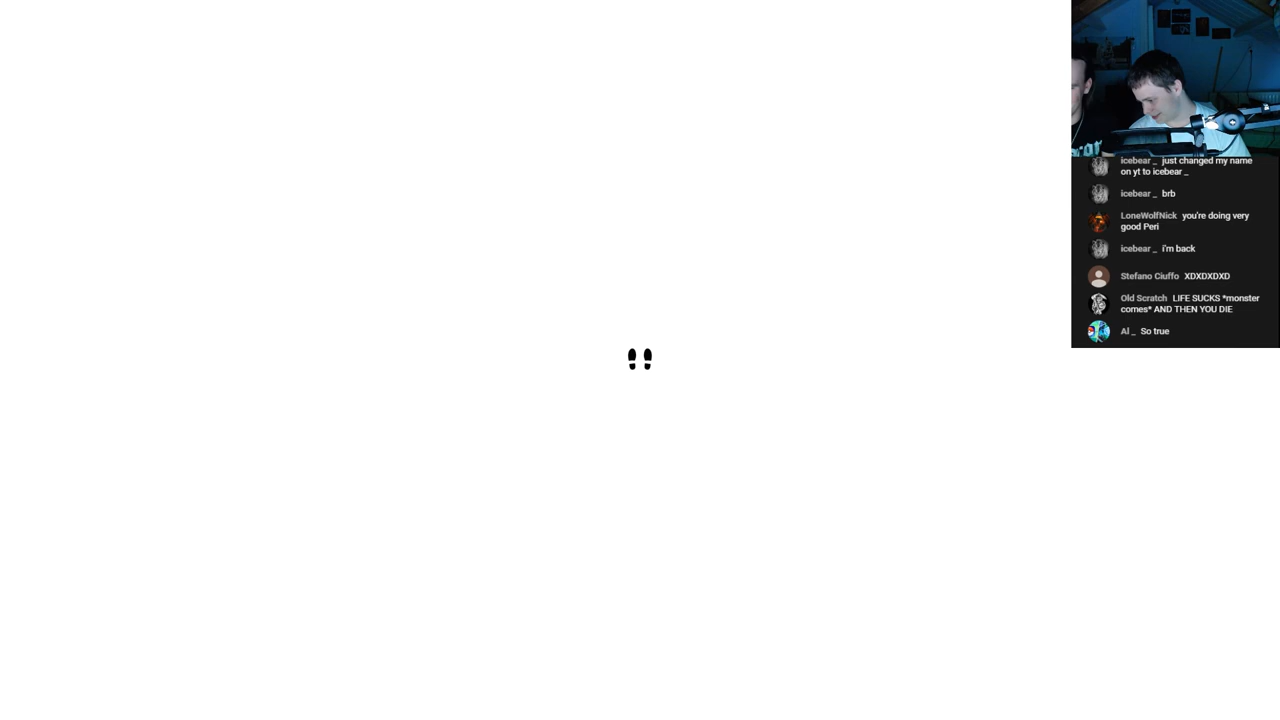 icebear _ just changed my name
on yt to icebear _
icebear _ brb
LoneWolfNick you're doing very
good Peri
icebear _ i'm back
Stefano Ciuffo XDXDXDXD
Old Scratch LIFE SUCKS *monster
comes* AND THEN YOU DIE
Al _ So true